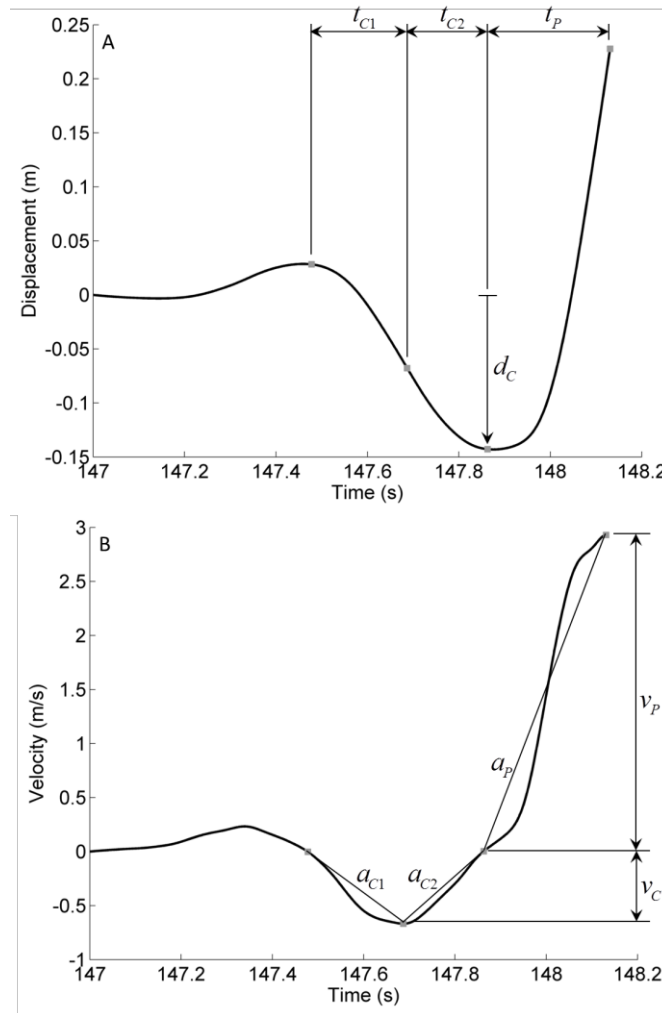 t_C1 t_C2 t_P
A
0.25
0.2
0.15
0.1
0.05
0
-0.05
-0.1
-0.15
Displacement (m)
d_C
147 147.2 147.4 147.6 147.8 148 148.2
Time (s)
B
3
2.5
2
1.5
1
0.5
0
-0.5
-1
Velocity (m/s)
a_P
v_P
a_C1 a_C2
v_C
147 147.2 147.4 147.6 147.8 148 148.2
Time (s)